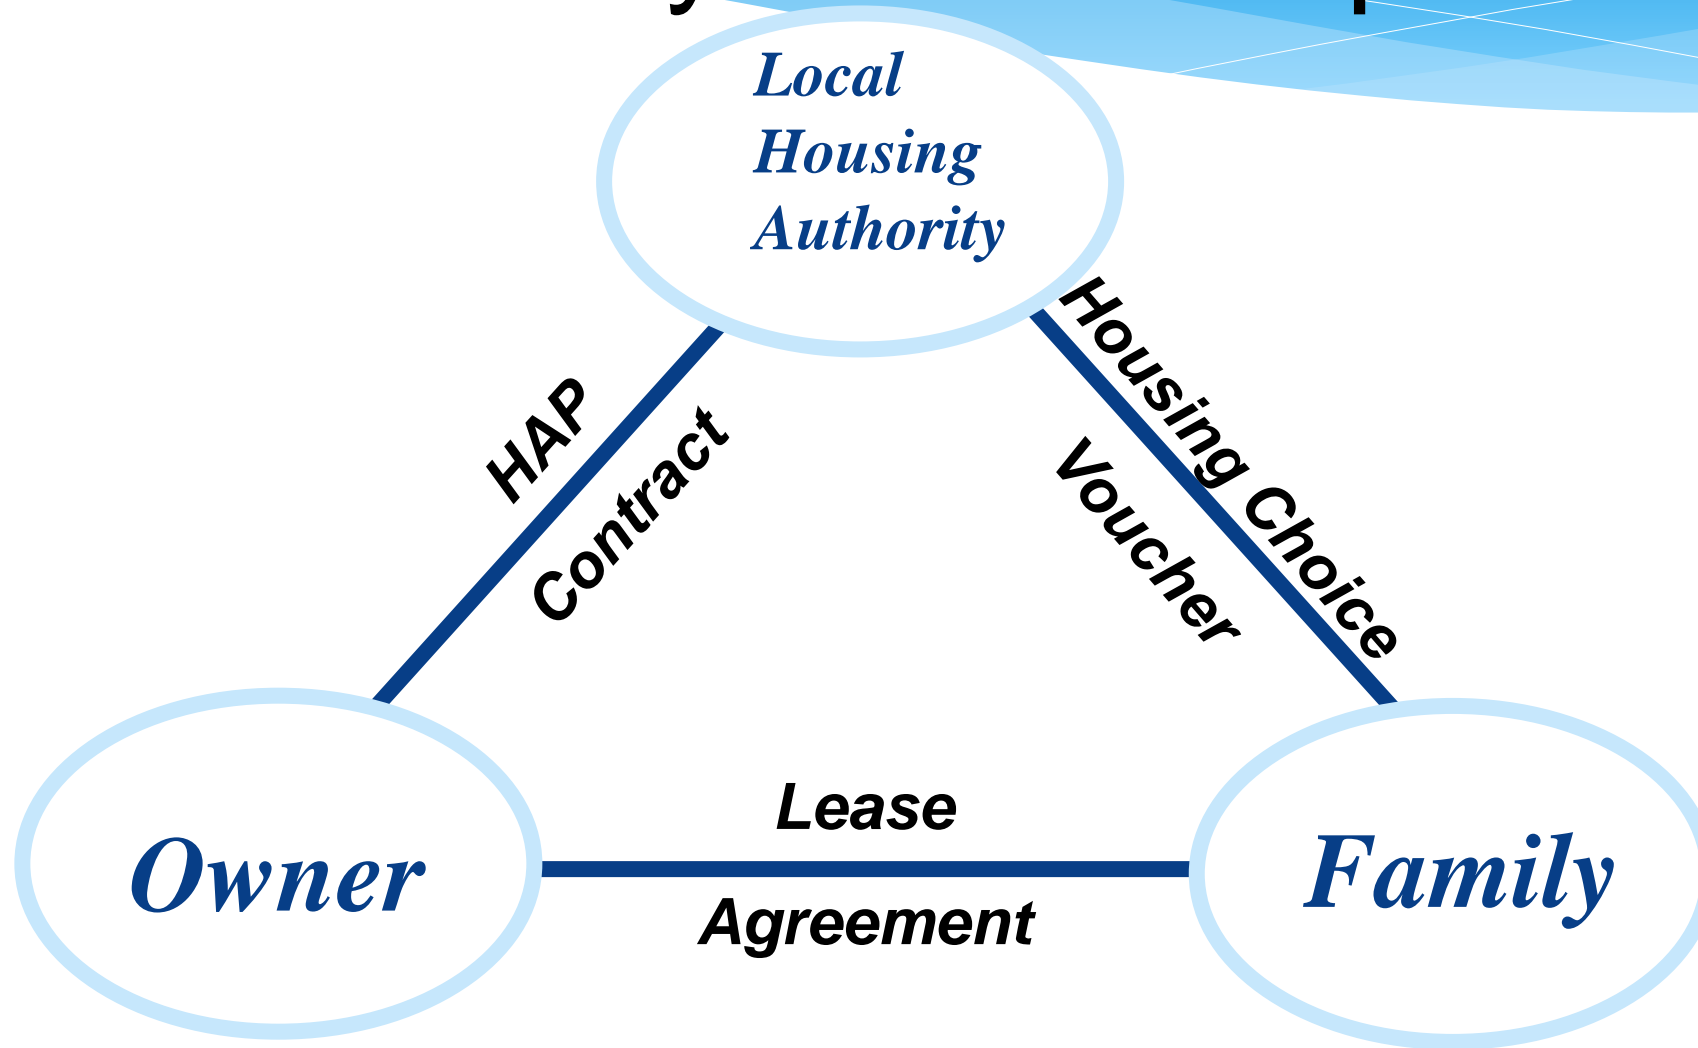 Local
Housing
Authority
HAP
Contract
Housing Choice
Voucher
Lease
Agreement
Owner
Family